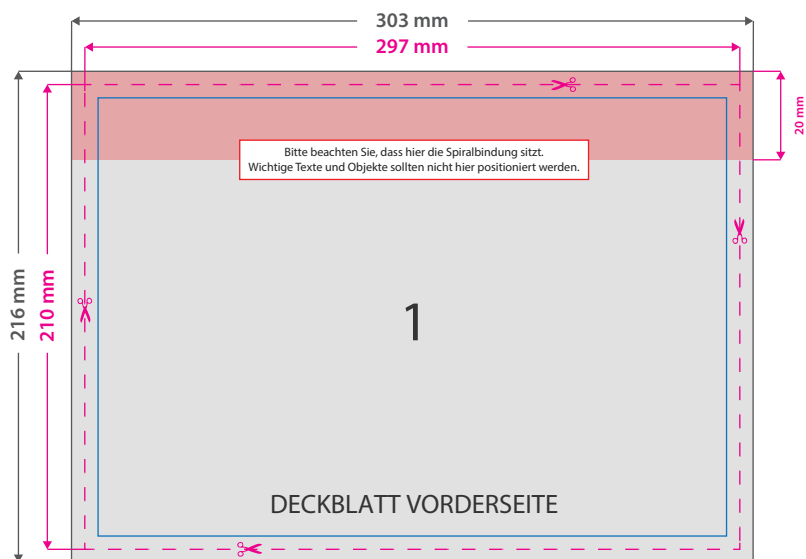 303 mm
297 mm
20 mm
Bitte beachten Sie, dass hier die Spiralbindung sitzt.
Wichtige Texte und Objekte sollten nicht hier positioniert werden.
216 mm
210 mm
1
DECKBLATT VORDERSEITE